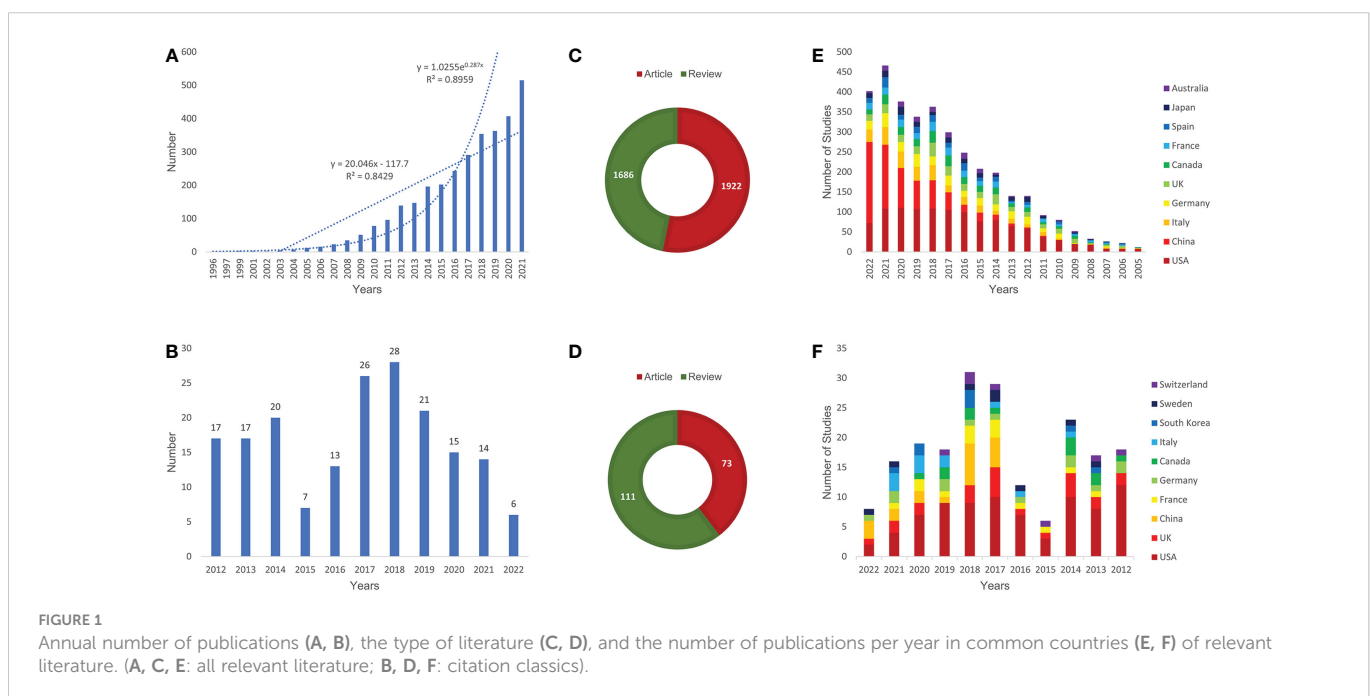 A
600
500
400
300
200
100
0
Number
y = 1.0255e^0.287x
R² = 0.8959
y = 20.046x - 117.7
R² = 0.8429
1996
1997
1999
2001
2002
2003
2004
2005
2006
2007
2008
2009
2010
2011
2012
2013
2014
2015
2016
2017
2018
2019
2020
2021
Years
C
Article Review
1686
1922
E
500
450
400
350
300
250
200
150
100
50
0
Number of Studies
2022
2021
2020
2019
2018
2017
2016
2015
2014
2013
2012
2011
2010
2009
2008
2007
2006
2005
Years
Australia
Japan
Spain
France
Canada
UK
Germany
Italy
China
USA
B
30
25
20
15
10
5
0
Number
17 17 20 7 13 26 28 21 15 14 6
2012 2013 2014 2015 2016 2017 2018 2019 2020 2021 2022
Years
D
Article Review
111
73
F
35
30
25
20
15
10
5
0
Number of Studies
2022 2021 2020 2019 2018 2017 2016 2015 2014 2013 2012
Years
Switzerland
Sweden
South Korea
Italy
Canada
Germany
France
China
UK
USA
FIGURE 1
Annual number of publications (A, B), the type of literature (C, D), and the number of publications per year in common countries (E, F) of relevant
literature. (A, C, E: all relevant literature; B, D, F: citation classics).